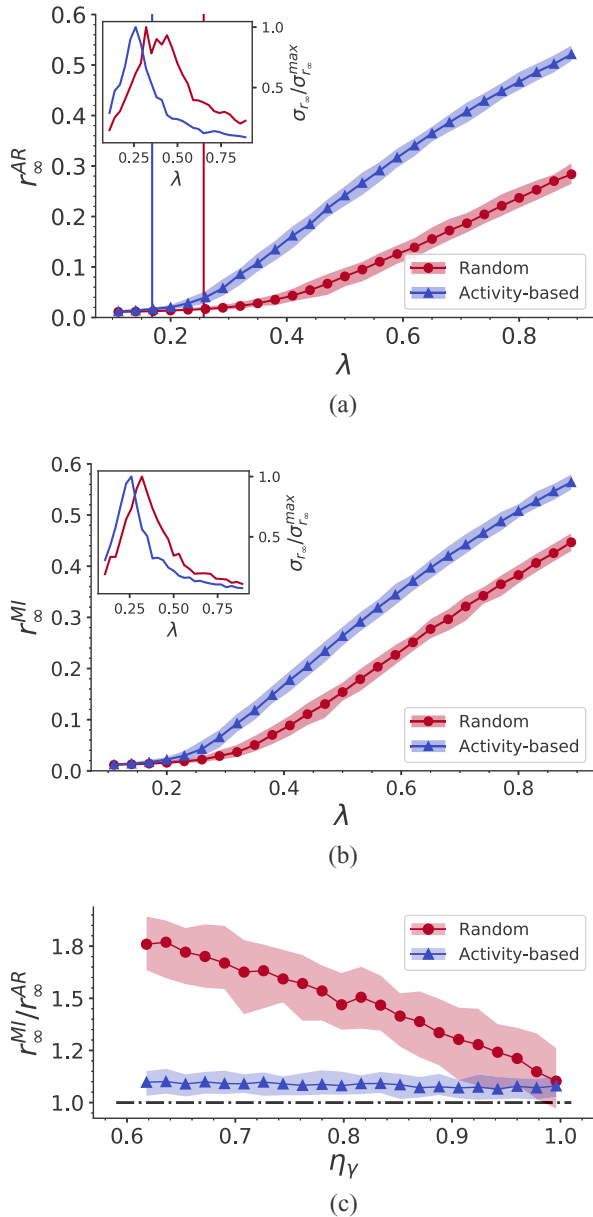 0.6
0.5
0.4
0.3
0.2
0.1
0.0
r∞^AR
1.0
0.5
σr∞/σr∞^max
0.25 0.50 0.75
λ
Random
Activity-based
0.2 0.4 0.6 0.8
λ
(a)
0.6
0.5
0.4
0.3
0.2
0.1
0.0
r∞^MI
1.0
0.5
σr∞/σr∞^max
0.25 0.50 0.75
λ
Random
Activity-based
0.2 0.4 0.6 0.8
λ
(b)
1.8
1.5
1.2
1.0
r∞^MI/r∞^AR
Random
Activity-based
0.6 0.7 0.8 0.9 1.0
ηγ
(c)